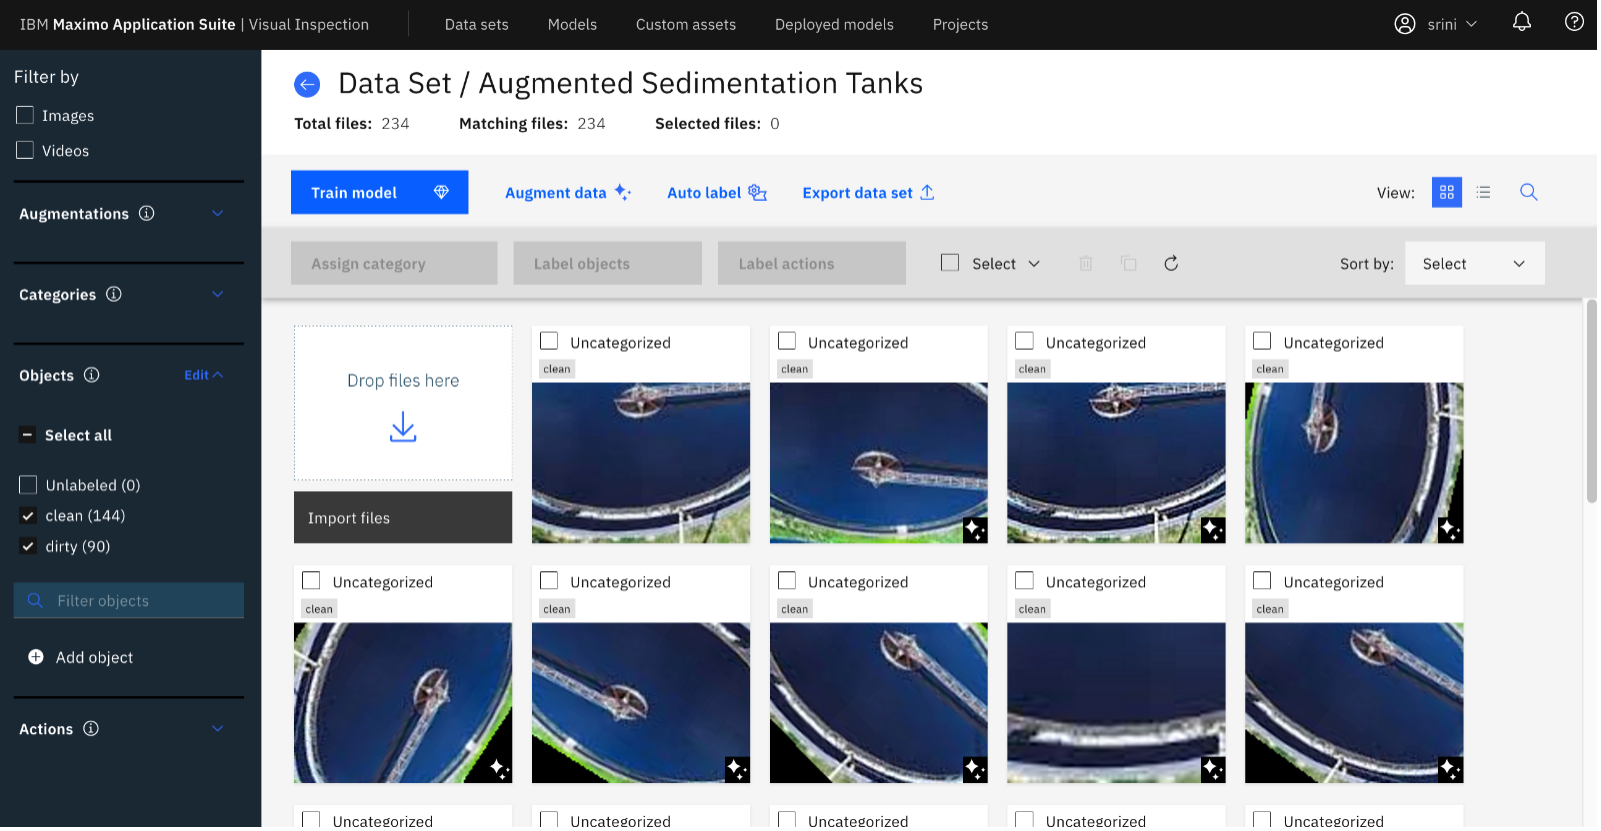 IBM Maximo Application Suite | Visual Inspection
Data sets
Models
Custom assets
Deployed models
Projects
srini
Filter by
Images
Videos
Augmentations
Categories
Objects
Edit
Select all
Unlabeled (0)
clean (144)
dirty (90)
Filter objects
Add object
Actions
Data Set / Augmented Sedimentation Tanks
Total files: 234
Matching files: 234
Selected files: 0
Train model
Augment data
Auto label
Export data set
View:
Assign category
Label objects
Label actions
Select
Sort by:
Select
Drop files here
Import files
Uncategorized
clean
Uncategorized
clean
Uncategorized
clean
Uncategorized
clean
Uncategorized
clean
Uncategorized
clean
Uncategorized
clean
Uncategorized
clean
Uncategorized
clean
Uncategorized
Uncategorized
Uncategorized
Uncategorized
Uncategorized